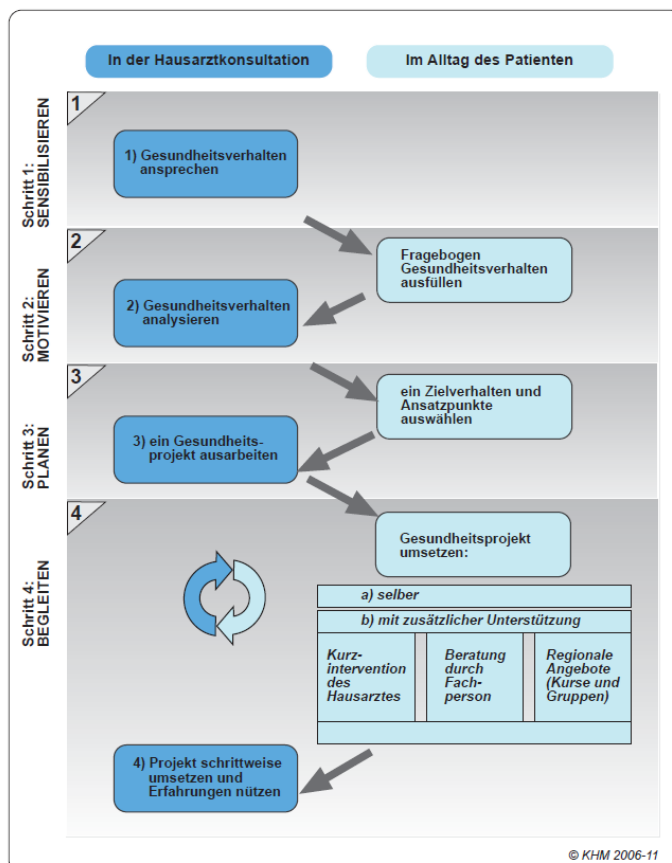 In der Hausarztkonsultation
Im Alltag des Patienten
Schritt 1:
SENSIBILISIEREN
1
1) Gesundheitsverhalten
ansprechen
Schritt 2:
MOTIVIEREN
2
Fragebogen
Gesundheitsverhalten
ausfüllen
2) Gesundheitsverhalten
analysieren
Schritt 3:
PLANEN
3
ein Zielverhalten und
Ansatzpunkte
auswählen
3) ein Gesundheits-
projekt ausarbeiten
Schritt 4:
BEGLEITEN
4
Gesundheitsprojekt
umsetzen:
a) selber
b) mit zusätzlicher Unterstützung
Kurz-
intervention
des
Hausarztes
Beratung
durch
Fach-
person
Regionale
Angebote
(Kurse und
Gruppen)
4) Projekt schrittweise
umsetzen und
Erfahrungen nützen
© KHM 2006-11